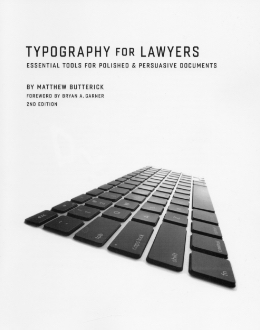 TYPOGRAPHY FOR LAWYERS
ESSENTIAL TOOLS FOR POLISHED & PERSUASIVE DOCUMENTS
BY MATTHEW BUTTERICK
FOREWORD BY BRYAN A. GARNER
2ND EDITION